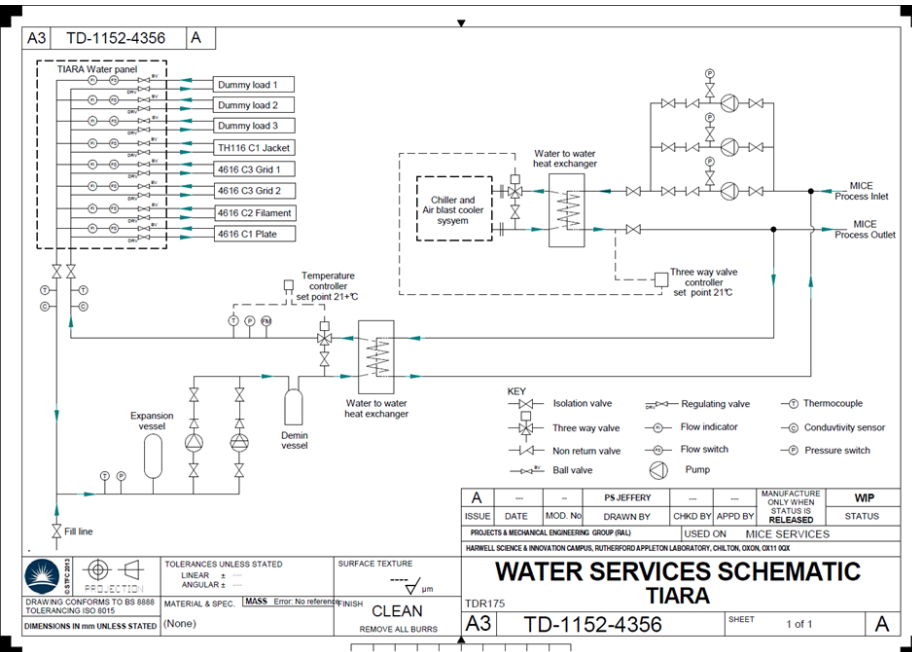 A3 TD-1152-4356 A
TIARA Water panel
Dummy load 1
Dummy load 2
Dummy load 3
TH116 C1 Jacket
4616 C3 Grid 1
4616 C3 Grid 2
4616 C2 Filament
4616 C1 Plate
Water to water
heat exchanger
Chiller and
Air blast cooler
sysyem
MICE
Process Inlet
MICE
Process Outlet
Three way valve
controller
set point 21°C
Temperature
controller
set point 21+°C
T P FM
T T
C C
Water to water
heat exchanger
Expansion
vessel
Demin
vessel
T P
Fill line
KEY
Isolation valve
Three way valve
Non return valve
BV Ball valve
DRV Regulating valve
FI Flow indicator
FS Flow switch
Pump
T Thermocouple
C Conduvtivity sensor
P Pressure switch
A --- -- PS JEFFERY --- --- MANUFACTURE ONLY WHEN STATUS IS RELEASED WIP
ISSUE DATE MOD. No DRAWN BY CHKD BY APPD BY STATUS
PROJECTS & MECHANICAL ENGINEERING GROUP (RAL) USED ON MICE SERVICES
HARWELL SCIENCE & INNOVATION CAMPUS, RUTHERFORD APPLETON LABORATORY, CHILTON, OXON, OX11 0QX
WATER SERVICES SCHEMATIC
TIARA
TDR175
A3 TD-1152-4356 SHEET 1 of 1 A
© STFC 2013
PROJECTION
DRAWING CONFORMS TO BS 8888
TOLERANCING ISO 8015
DIMENSIONS IN mm UNLESS STATED
TOLERANCES UNLESS STATED
LINEAR ± ---
ANGULAR ± ---
MATERIAL & SPEC. MASS Error: No reference
(None)
SURFACE TEXTURE
---- µm
FINISH CLEAN
REMOVE ALL BURRS